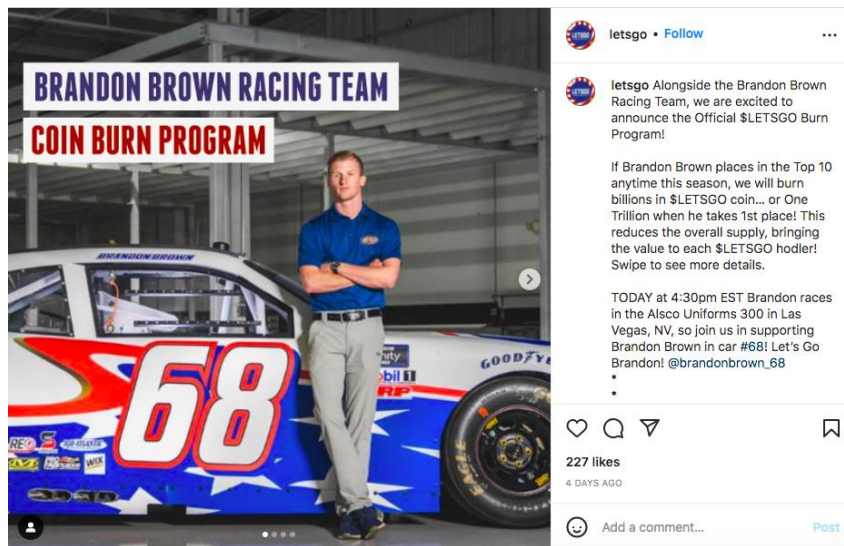 BRANDON BROWN RACING TEAM
COIN BURN PROGRAM
BRANDON BROWN
68
GOODYE
inity
bil 1
RP
REO
WIX
EAGLE
letsgo • Follow
letsgo Alongside the Brandon Brown
Racing Team, we are excited to
announce the Official $LETSGO Burn
Program!
If Brandon Brown places in the Top 10
anytime this season, we will burn
billions in $LETSGO coin... or One
Trillion when he takes 1st place! This
reduces the overall supply, bringing
the value to each $LETSGO hodler!
Swipe to see more details.
TODAY at 4:30pm EST Brandon races
in the Alsco Uniforms 300 in Las
Vegas, NV, so join us in supporting
Brandon Brown in car #68! Let's Go
Brandon! @brandonbrown_68
*
*
227 likes
4 DAYS AGO
Add a comment... Post